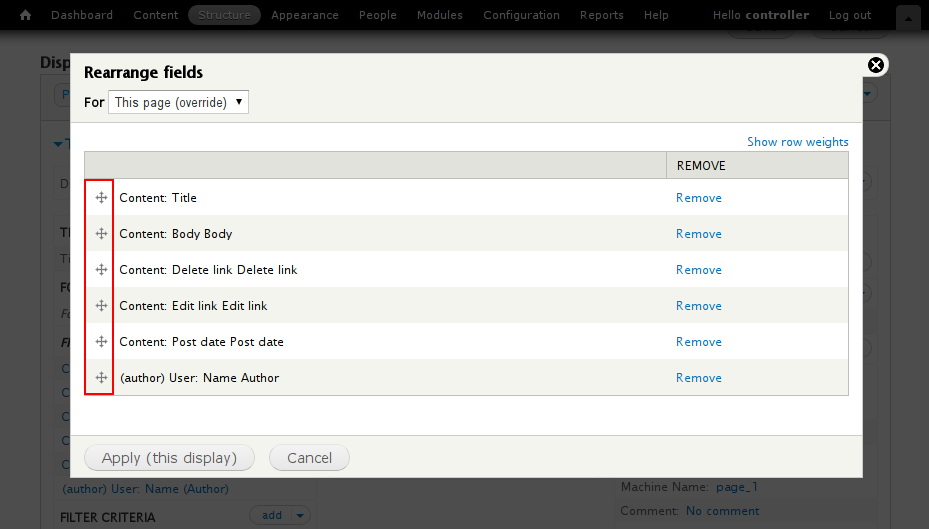 Dashboard Content Structure Appearance People Modules Configuration Reports Help Hello controller Log out
Disp
Rearrange fields
For This page (override)
Show row weights
REMOVE
Content: Title Remove
Content: Body Body Remove
Content: Delete link Delete link Remove
Content: Edit link Edit link Remove
Content: Post date Post date Remove
(author) User: Name Author Remove
Apply (this display) Cancel
(author) User: Name (Author)
Machine Name: page_1
FILTER CRITERIA add
Comment: No comment